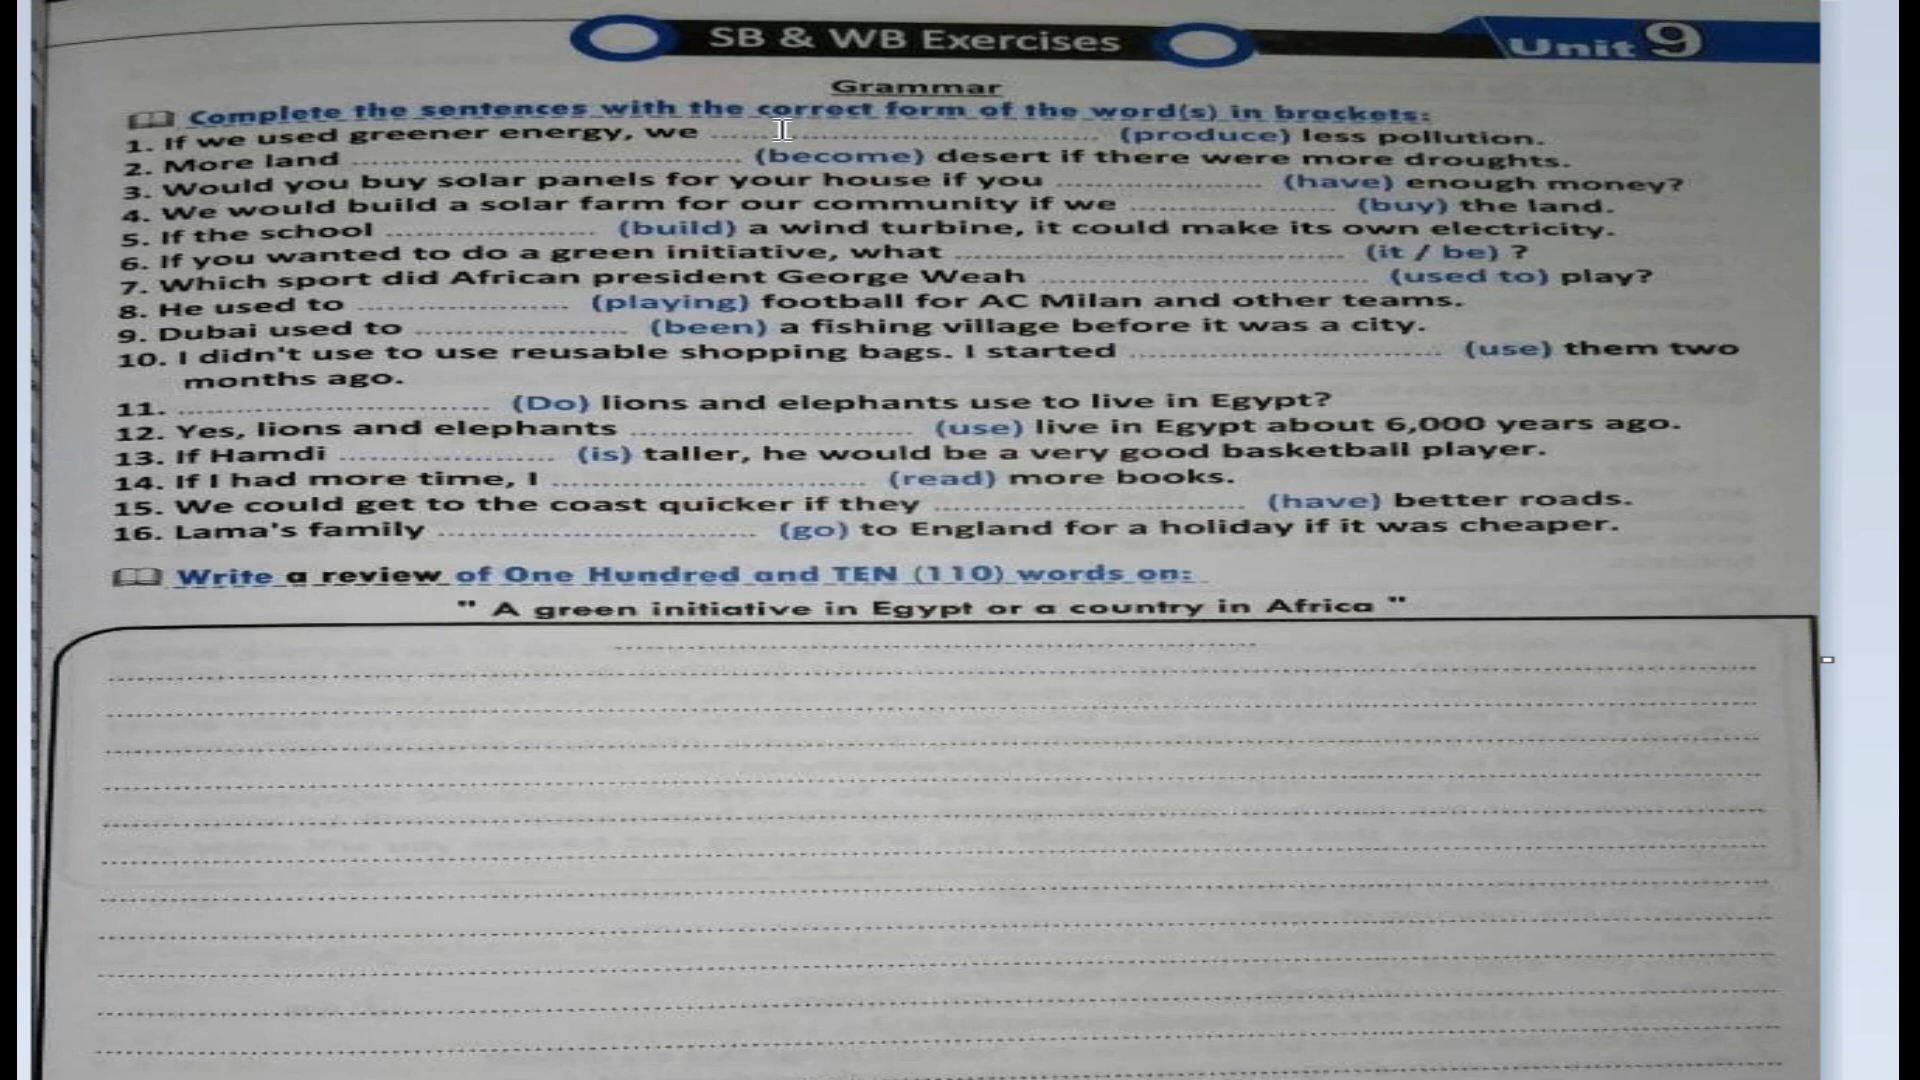 SB & WB Exercises
Unit 9
Grammar
Complete the sentences with the correct form of the word(s) in brackets:
1. If we used greener energy, we ........................................ (produce) less pollution.
2. More land ........................................ (become) desert if there were more droughts.
3. Would you buy solar panels for your house if you ...................... (have) enough money?
4. We would build a solar farm for our community if we ...................... (buy) the land.
5. If the school ...................... (build) a wind turbine, it could make its own electricity.
6. If you wanted to do a green initiative, what ........................................ (it / be) ?
7. Which sport did African president George Weah .................................. (used to) play?
8. He used to ...................... (playing) football for AC Milan and other teams.
9. Dubai used to ...................... (been) a fishing village before it was a city.
10. I didn't use to use reusable shopping bags. I started ................................ (use) them two
months ago.
11. ................................ (Do) lions and elephants use to live in Egypt?
12. Yes, lions and elephants ............................. (use) live in Egypt about 6,000 years ago.
13. If Hamdi ...................... (is) taller, he would be a very good basketball player.
14. If I had more time, I ................................ (read) more books.
15. We could get to the coast quicker if they ................................ (have) better roads.
16. Lama's family ................................. (go) to England for a holiday if it was cheaper.
Write a review of One Hundred and TEN (110) words on:
" A green initiative in Egypt or a country in Africa "